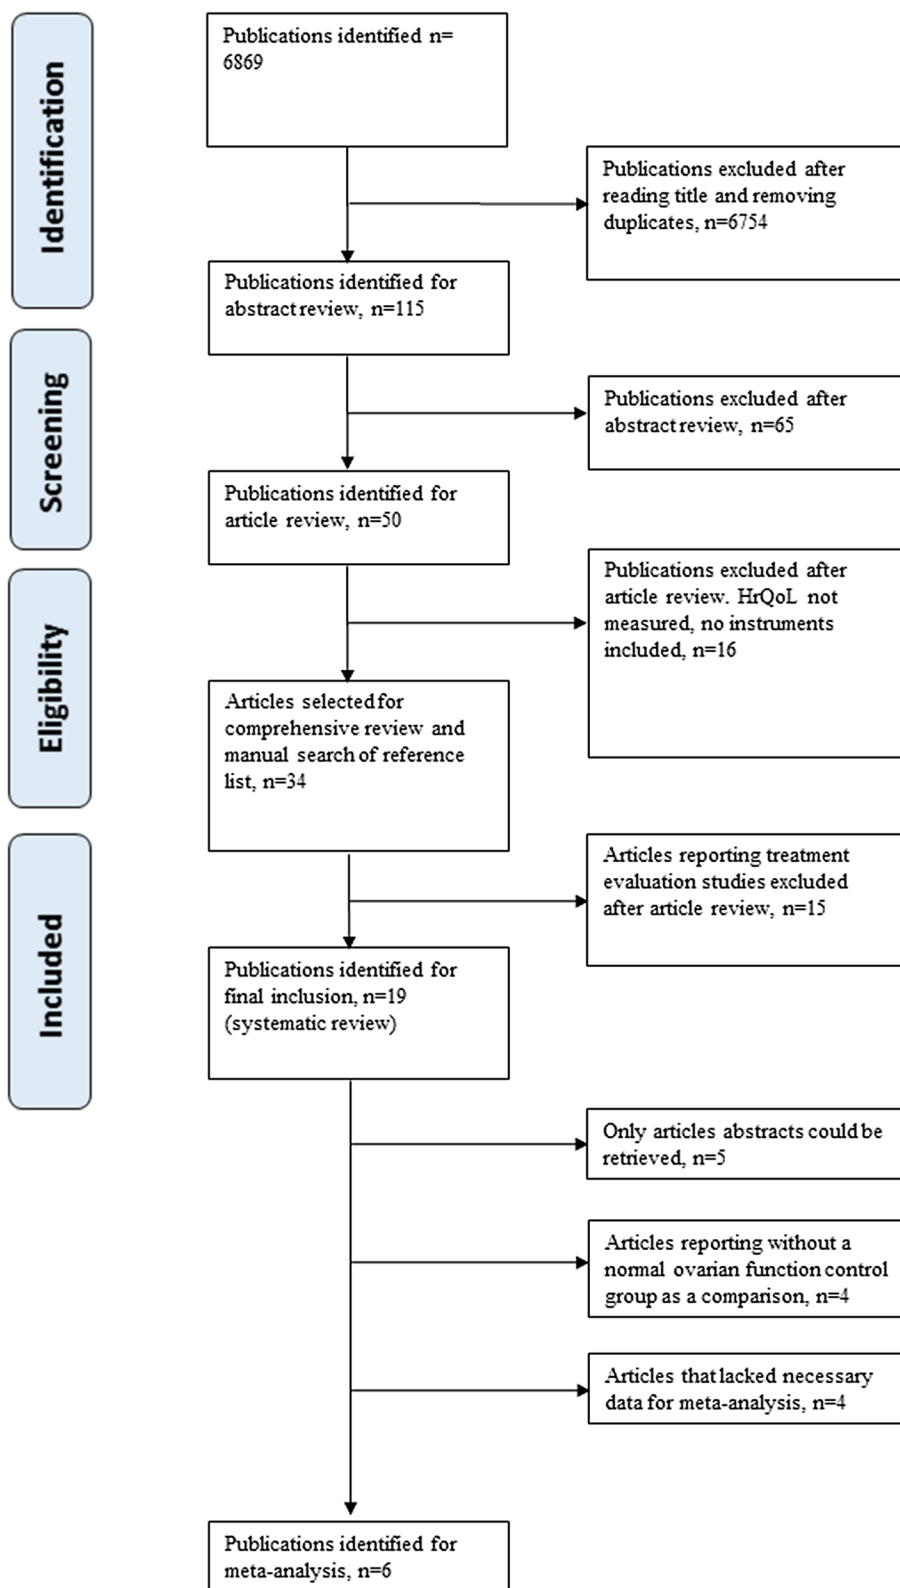 Identification
Publications identified n=
6869
Publications excluded after
reading title and removing
duplicates, n=6754
Publications identified for
abstract review, n=115
Screening
Publications excluded after
abstract review, n=65
Publications identified for
article review, n=50
Eligibility
Publications excluded after
article review. HrQoL not
measured, no instruments
included, n=16
Articles selected for
comprehensive review and
manual search of reference
list, n=34
Included
Articles reporting treatment
evaluation studies excluded
after article review, n=15
Publications identified for
final inclusion, n=19
(systematic review)
Only articles abstracts could be
retrieved, n=5
Articles reporting without a
normal ovarian function control
group as a comparison, n=4
Articles that lacked necessary
data for meta-analysis, n=4
Publications identified for
meta-analysis, n=6